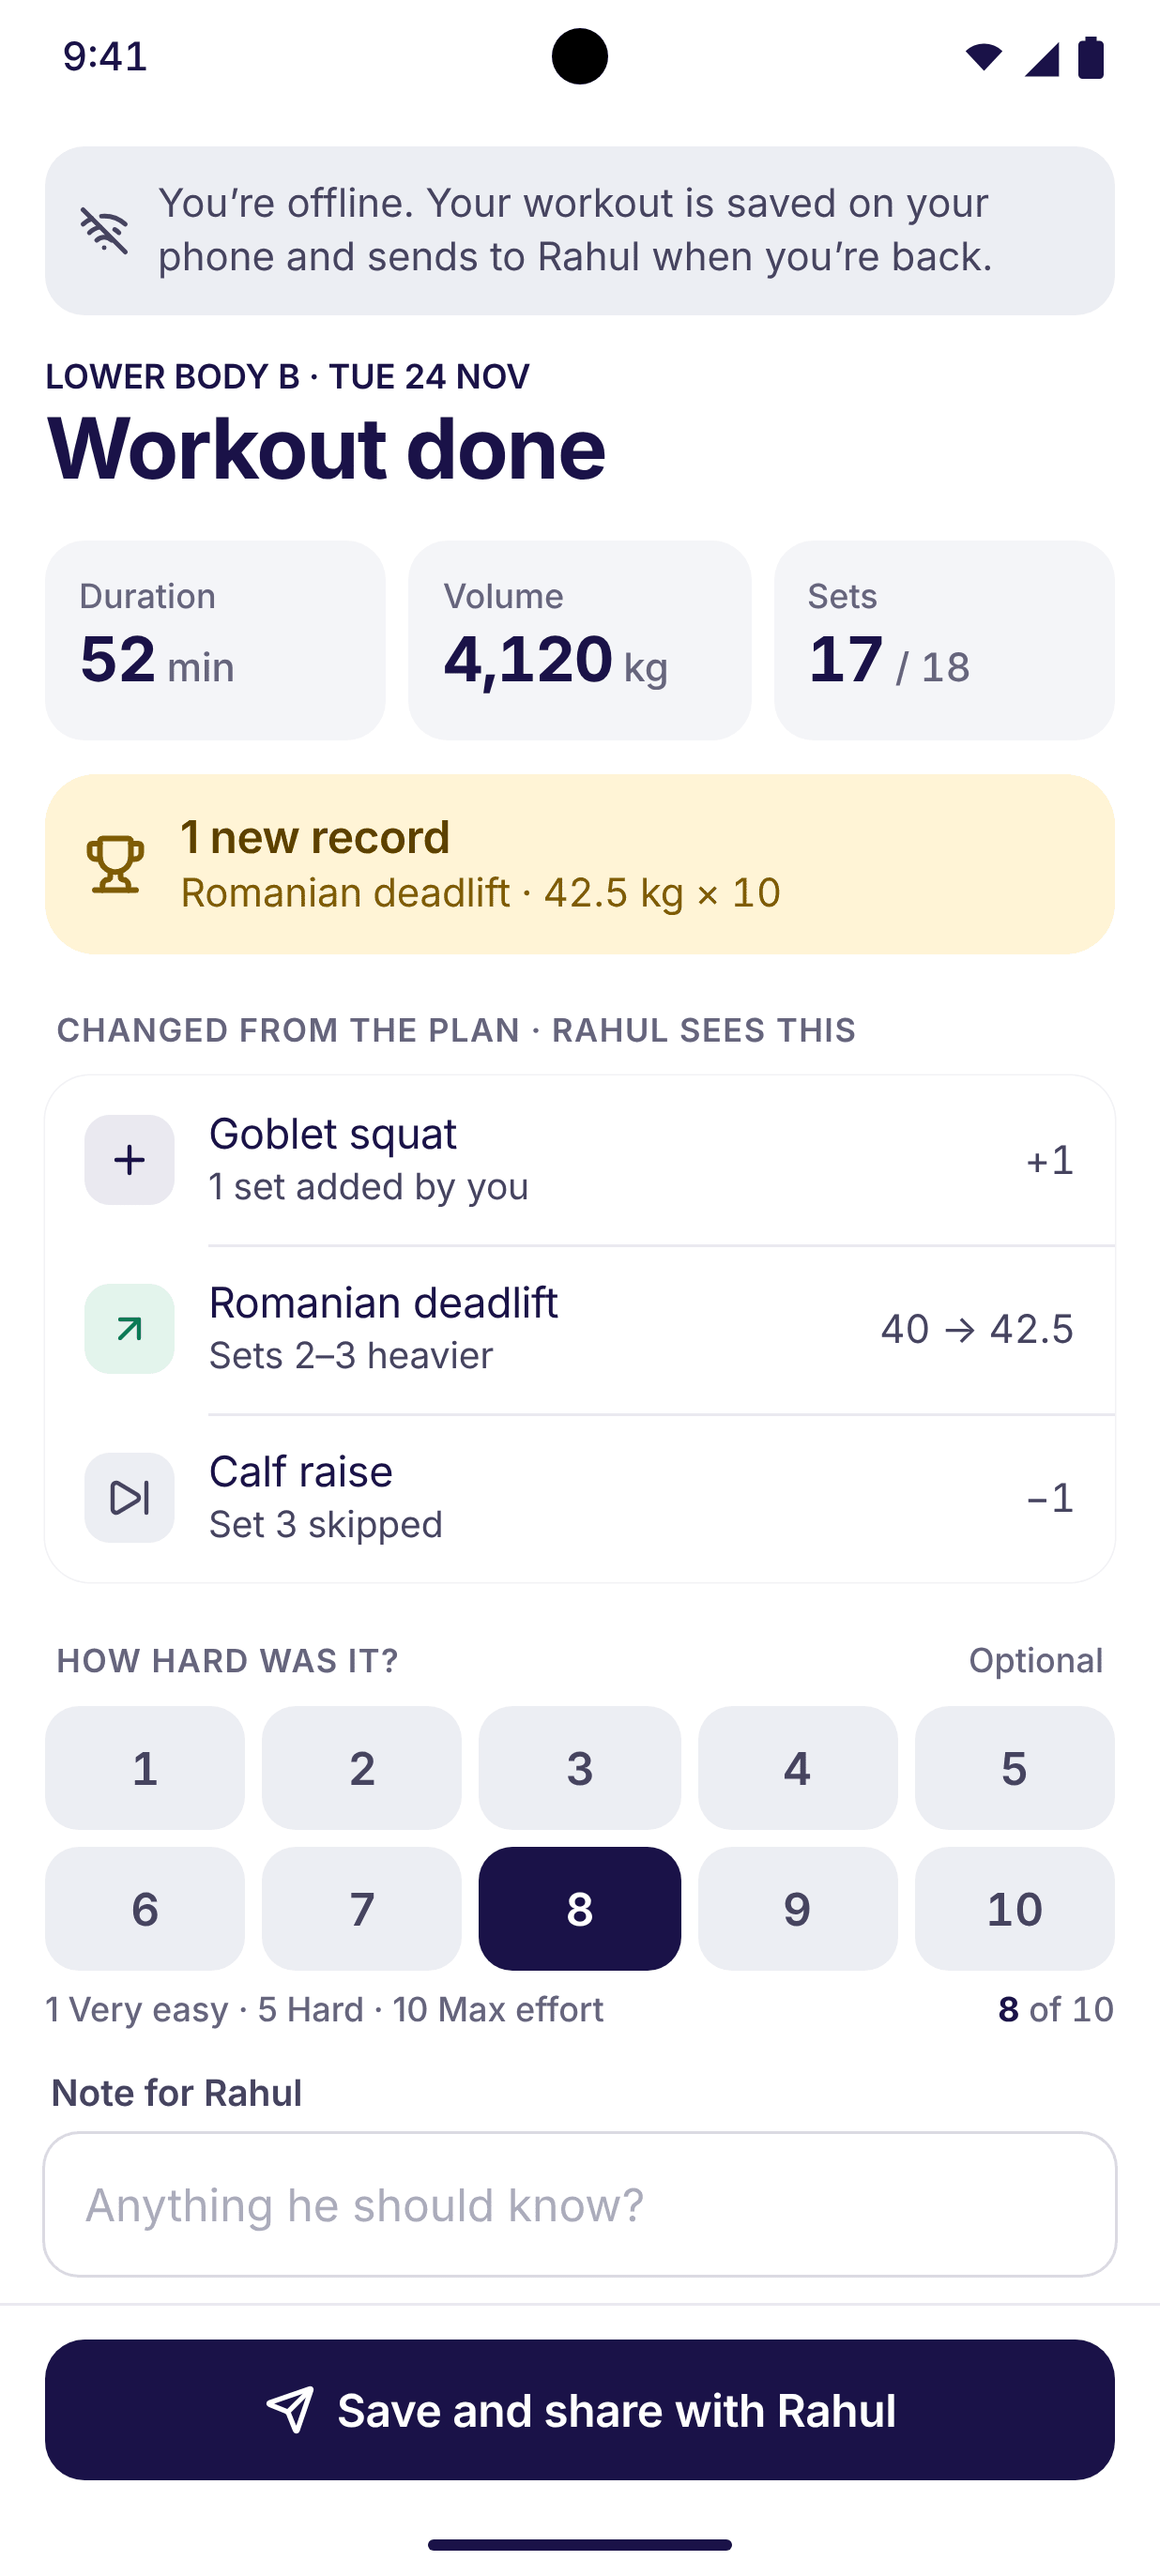 9:41
You’re offline. Your workout is saved on your
phone and sends to Rahul when you’re back.
LOWER BODY B · TUE 24 NOV
Workout done
Duration
52 min
Volume
4,120 kg
Sets
17 / 18
1 new record
Romanian deadlift · 42.5 kg × 10
CHANGED FROM THE PLAN · RAHUL SEES THIS
Goblet squat
1 set added by you
+1
Romanian deadlift
Sets 2–3 heavier
40 → 42.5
Calf raise
Set 3 skipped
−1
HOW HARD WAS IT?
Optional
1 2 3 4 5
6 7 8 9 10
1 Very easy · 5 Hard · 10 Max effort
8 of 10
Note for Rahul
Anything he should know?
Save and share with Rahul